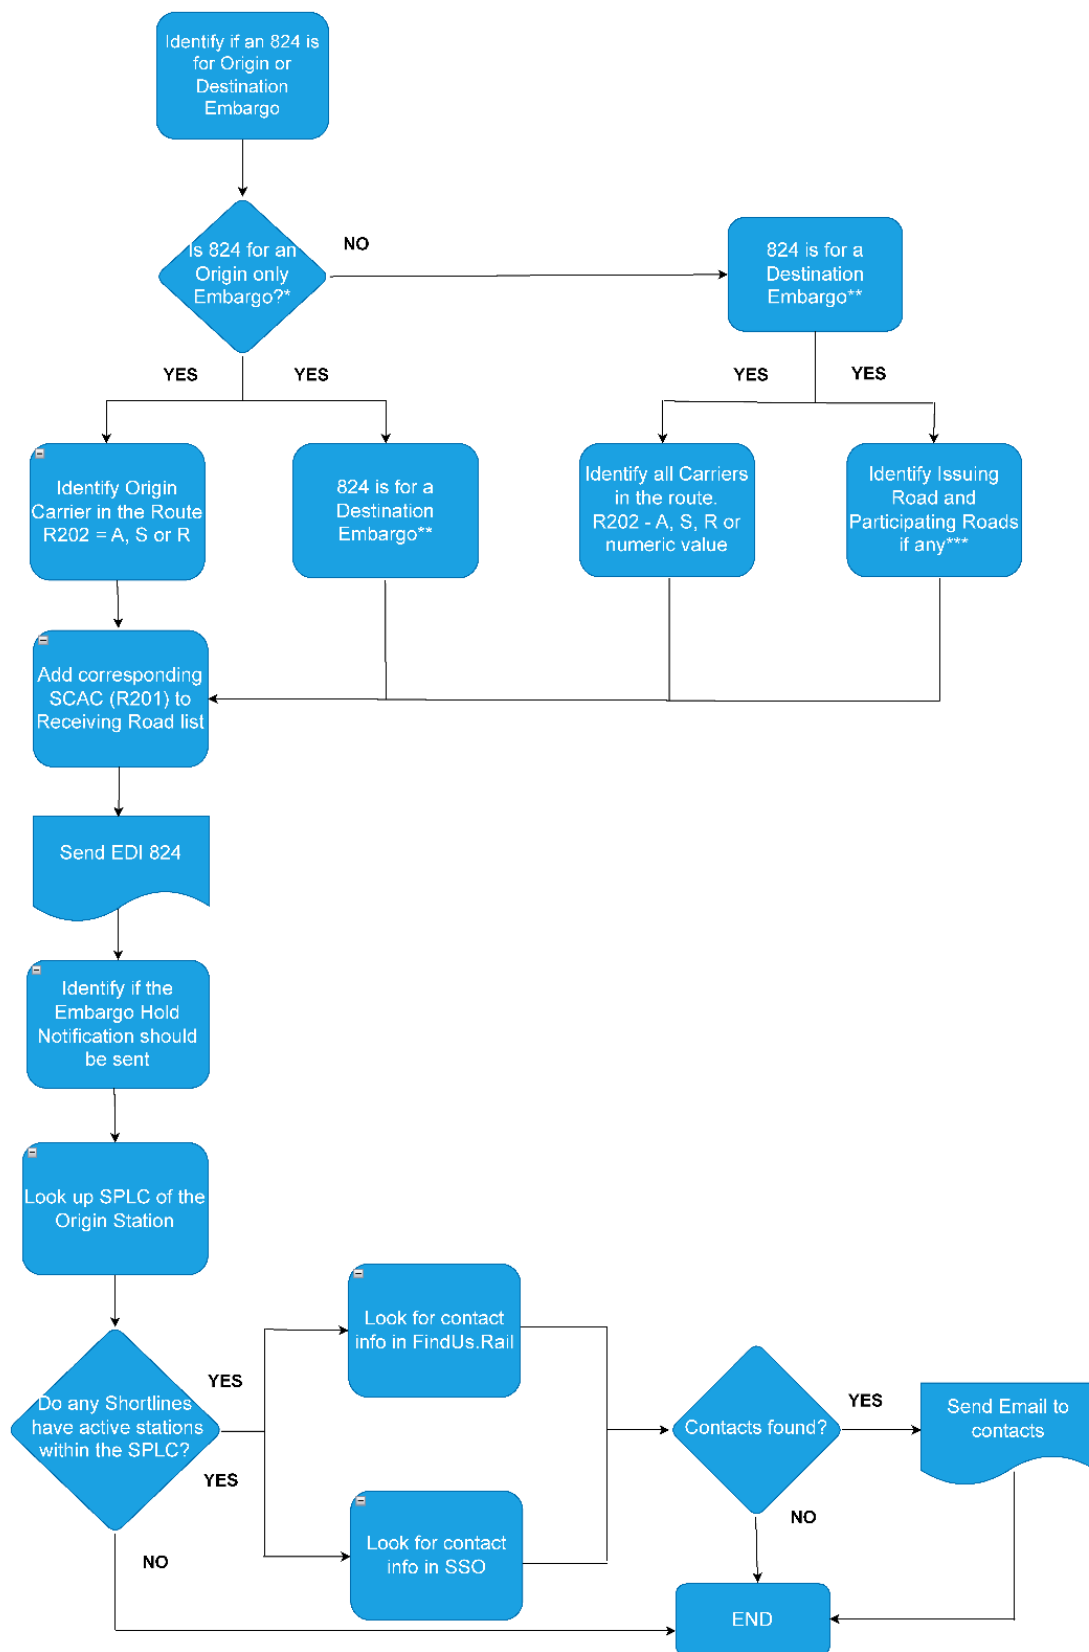 Identify if an 824 is
for Origin or
Destination
Embargo
Is 824 for an
Origin only
Embargo?*
NO
824 is for a
Destination
Embargo**
YES
YES
YES
YES
Identify Origin
Carrier in the Route
R202 = A, S or R
824 is for a
Destination
Embargo**
Identify all Carriers
in the route.
R202 - A, S, R or
numeric value
Identify Issuing
Road and
Participating Roads
if any***
Add corresponding
SCAC (R201) to
Receiving Road list
Send EDI 824
Identify if the
Embargo Hold
Notification should
be sent
Look up SPLC of the
Origin Station
Do any Shortlines
have active stations
within the SPLC?
YES
YES
NO
Look for contact
info in FindUs.Rail
Look for contact
info in SSO
Contacts found?
YES
NO
Send Email to
contacts
END